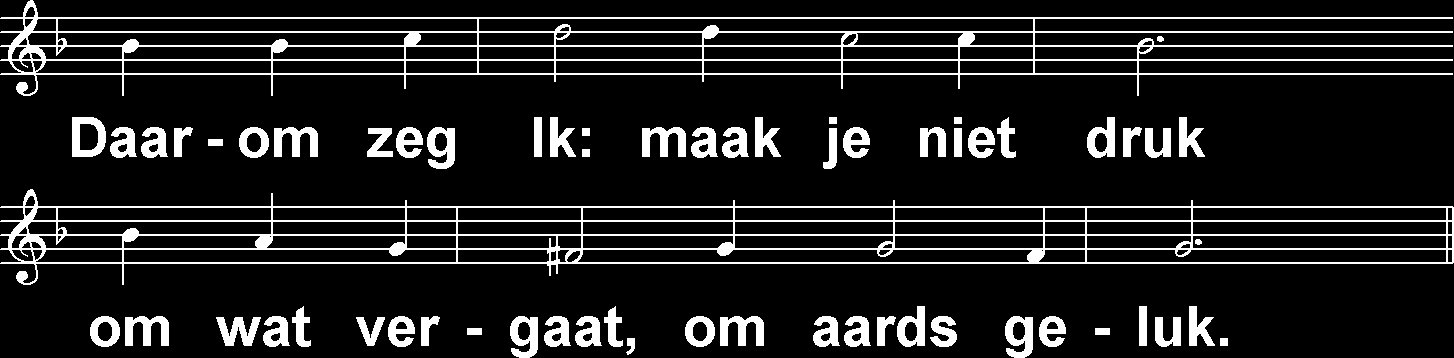 Daar - om zeg Ik: maak je niet druk
om wat ver - gaat, om aards ge - luk.